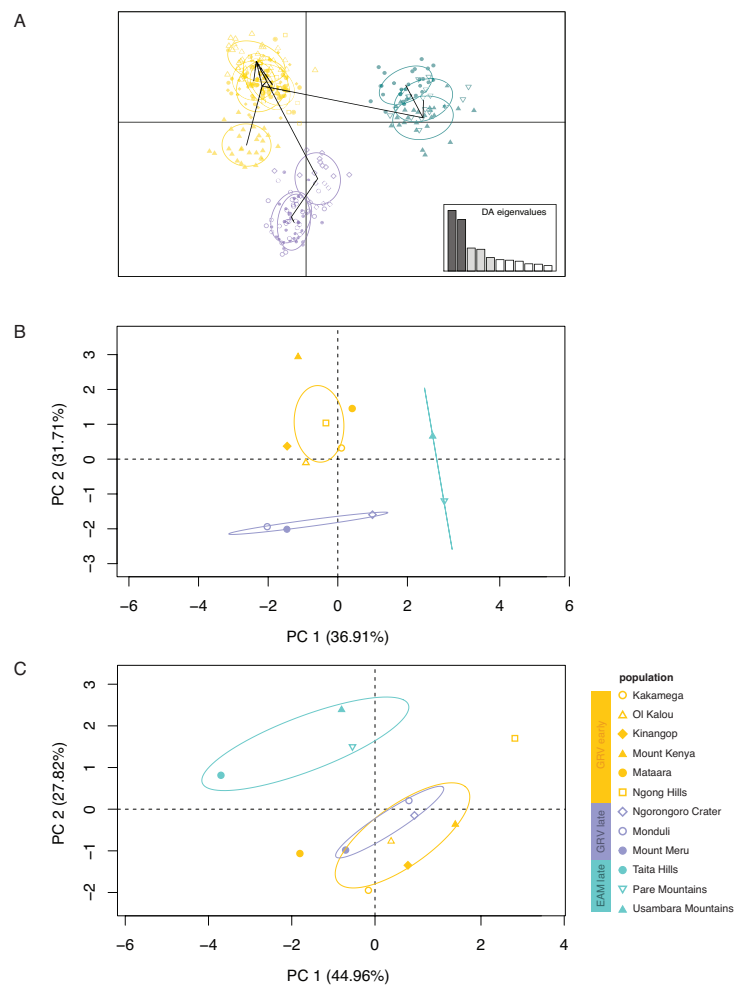 A
DA eigenvalues
B
3
2
1
0
−1
−2
−3
PC 2 (31.71%)
−6 −4 −2 0 2 4 6
PC 1 (36.91%)
C
3
2
1
0
−1
−2
PC 2 (27.82%)
−6 −4 −2 0 2 4
PC 1 (44.96%)
population
GRV early
Kakamega
Ol Kalou
Kinangop
Mount Kenya
Mataara
Ngong Hills
GRV late
Ngorongoro Crater
Monduli
Mount Meru
EAM late
Taita Hills
Pare Mountains
Usambara Mountains